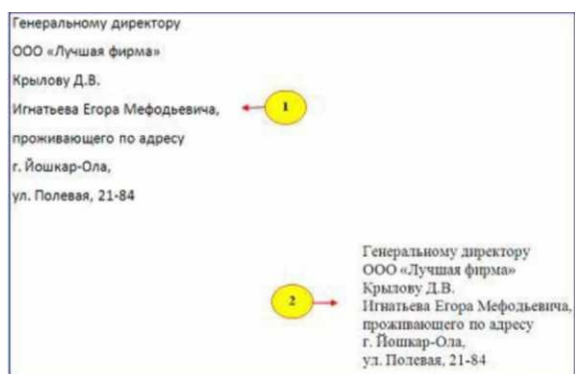 Генеральному директору
ООО «Лучшая фирма»
Крылову Д.В.
Игнатьева Егора Мефодьевича,
проживающего по адресу
г. Йошкар-Ола,
ул. Полевая, 21-84
1
2
Генеральному директору
ООО «Лучшая фирма»
Крылову Д.В.
Игнатьева Егора Мефодьевича,
проживающего по адресу
г. Йошкар-Ола,
ул. Полевая, 21-84